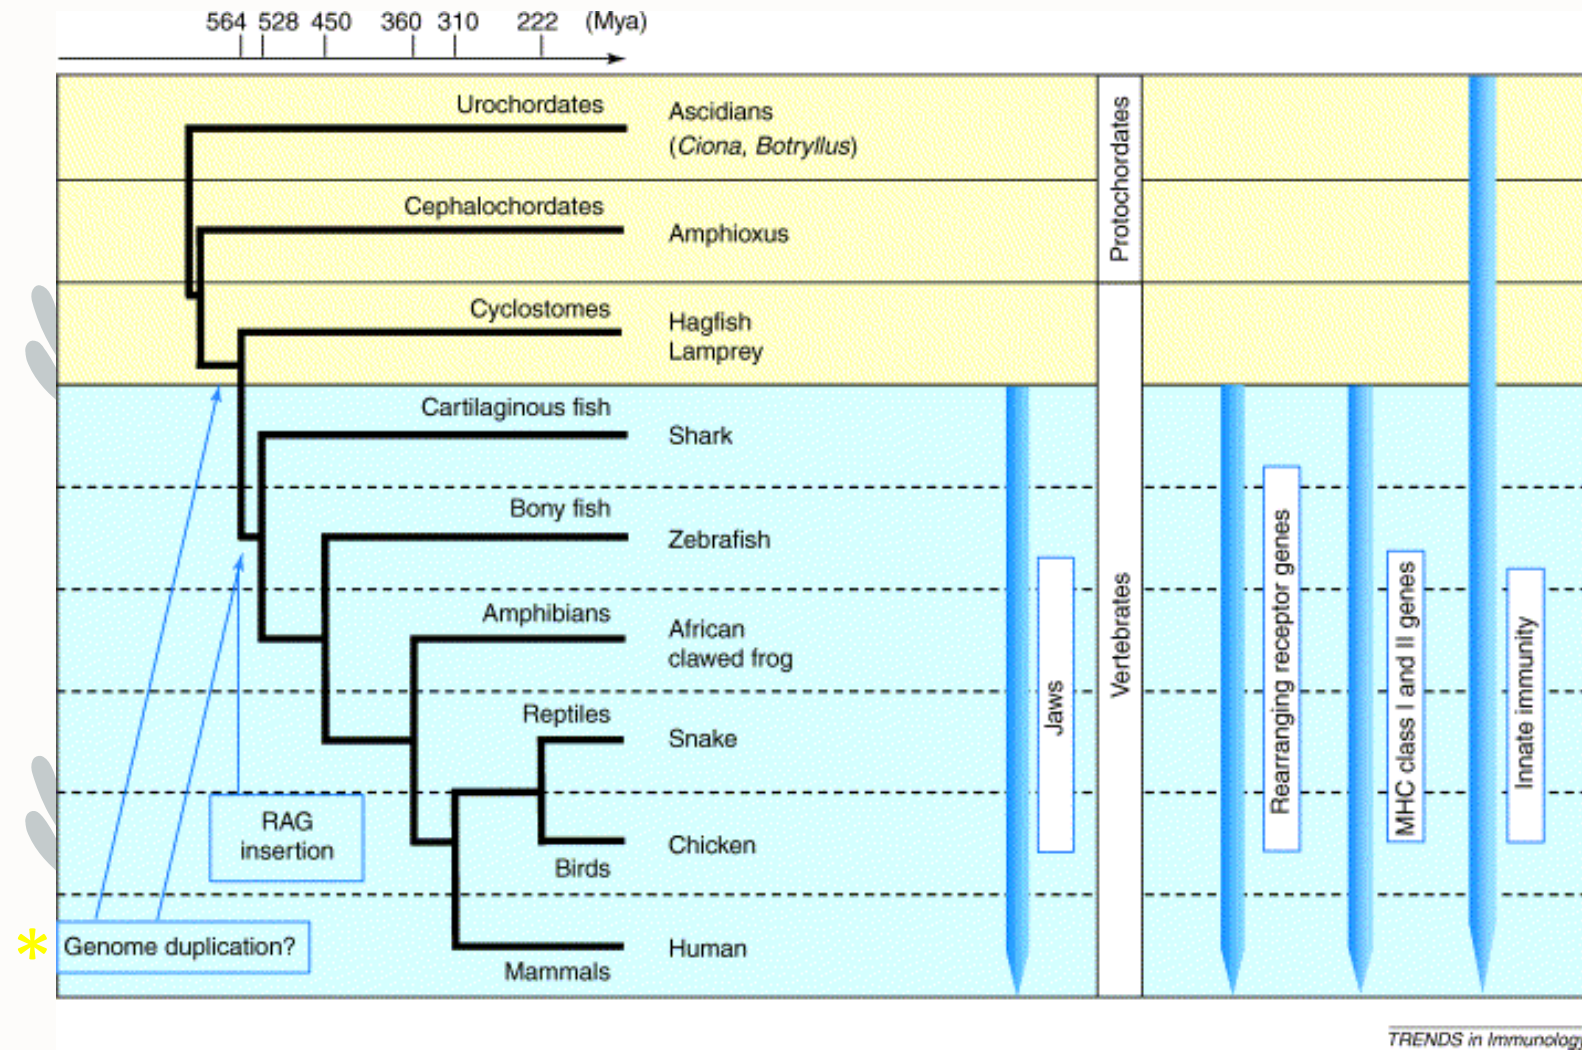 564 528 450 360 310 222 (Mya)
Urochordates
Ascidians
(Ciona, Botryllus)
Cephalochordates
Amphioxus
Cyclostomes
Hagfish
Lamprey
Cartilaginous fish
Shark
Bony fish
Zebrafish
Amphibians
African
clawed frog
Reptiles
Snake
Chicken
Birds
Human
Mammals
RAG
insertion
* Genome duplication?
Jaws
Protochordates
Vertebrates
Rearranging receptor genes
MHC class I and II genes
Innate immunity
TRENDS in Immunology